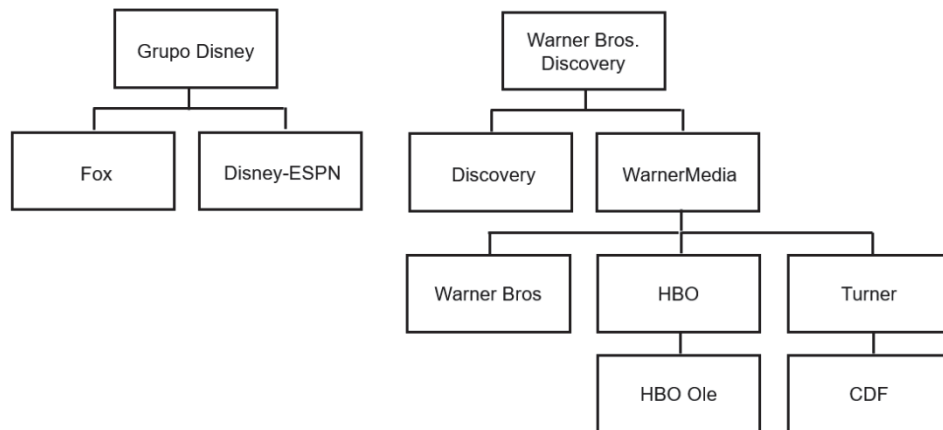 Grupo Disney
Warner Bros.
Discovery
Fox
Disney-ESPN
Discovery
WarnerMedia
Warner Bros
HBO
Turner
HBO Ole
CDF